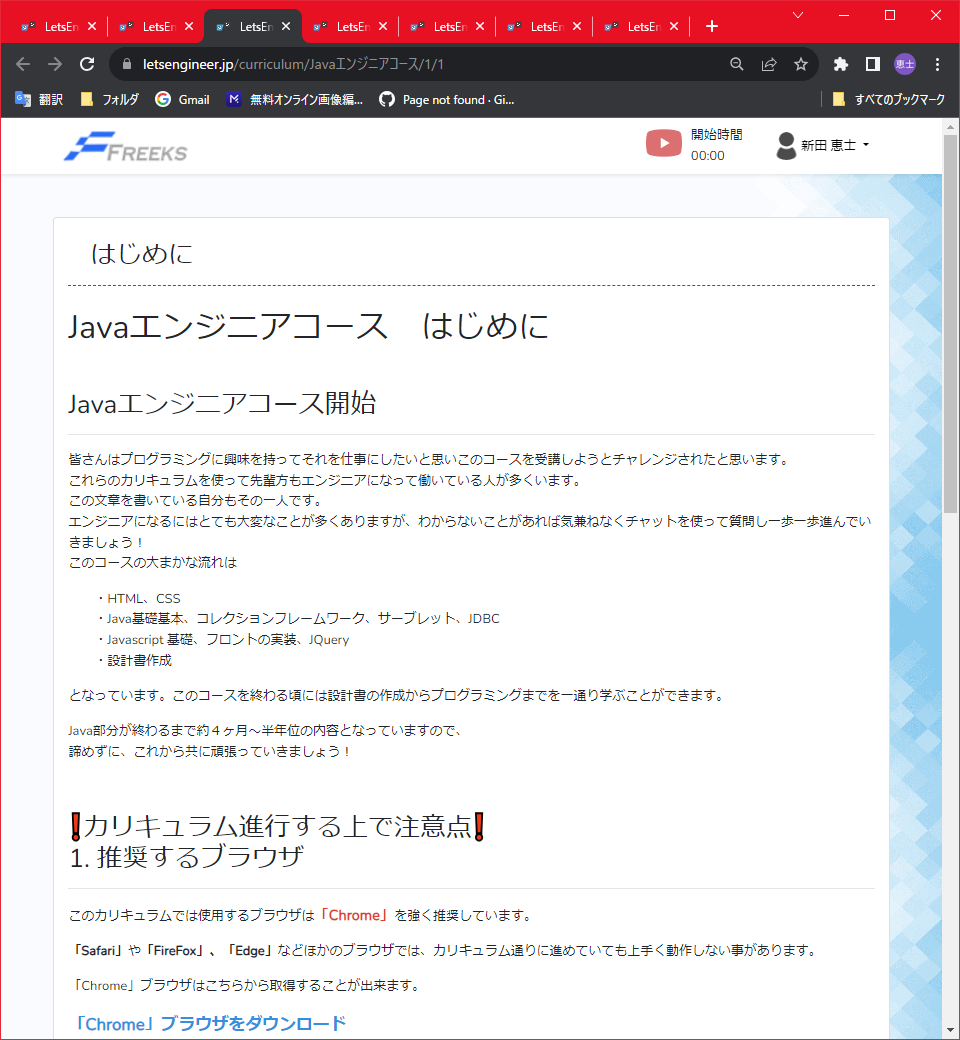 LetsEn LetsEn LetsEn LetsEn LetsEn LetsEn LetsEn
letsengineer.jp/curriculum/Javaエンジニアコース/1/1 恵士
翻訳 フォルダ Gmail 無料オンライン画像編... Page not found · Gi... すべてのブックマーク
FREEKS
開始時間
00:00
新田 恵士
はじめに
Javaエンジニアコース　はじめに
Javaエンジニアコース開始
皆さんはプログラミングに興味を持ってそれを仕事にしたいと思いこのコースを受講しようとチャレンジされたと思います。
これらのカリキュラムを使って先輩方もエンジニアになって働いている人が多くいます。
この文章を書いている自分もその一人です。
エンジニアになるにはとても大変なことが多くありますが、わからないことがあれば気兼ねなくチャットを使って質問し一歩一歩進んでい
きましょう！
このコースの大まかな流れは
・HTML、CSS
・Java基礎基本、コレクションフレームワーク、サーブレット、JDBC
・Javascript 基礎、フロントの実装、JQuery
・設計書作成
となっています。このコースを終わる頃には設計書の作成からプログラミングまでを一通り学ぶことができます。
Java部分が終わるまで約４ヶ月～半年位の内容となっていますので、
諦めずに、これから共に頑張っていきましょう！
❗カリキュラム進行する上で注意点❗
1. 推奨するブラウザ
このカリキュラムでは使用するブラウザは「Chrome」を強く推奨しています。
「Safari」や「FireFox」、「Edge」などほかのブラウザでは、カリキュラム通りに進めていても上手く動作しない事があります。
「Chrome」ブラウザはこちらから取得することが出来ます。
「Chrome」ブラウザをダウンロード